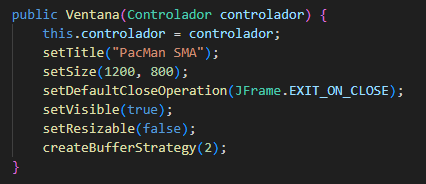 public Ventana(Controlador controlador) {
this.controlador = controlador;
setTitle("PacMan SMA");
setSize(1200, 800);
setDefaultCloseOperation(JFrame.EXIT_ON_CLOSE);
setVisible(true);
setResizable(false);
createBufferStrategy(2);
}